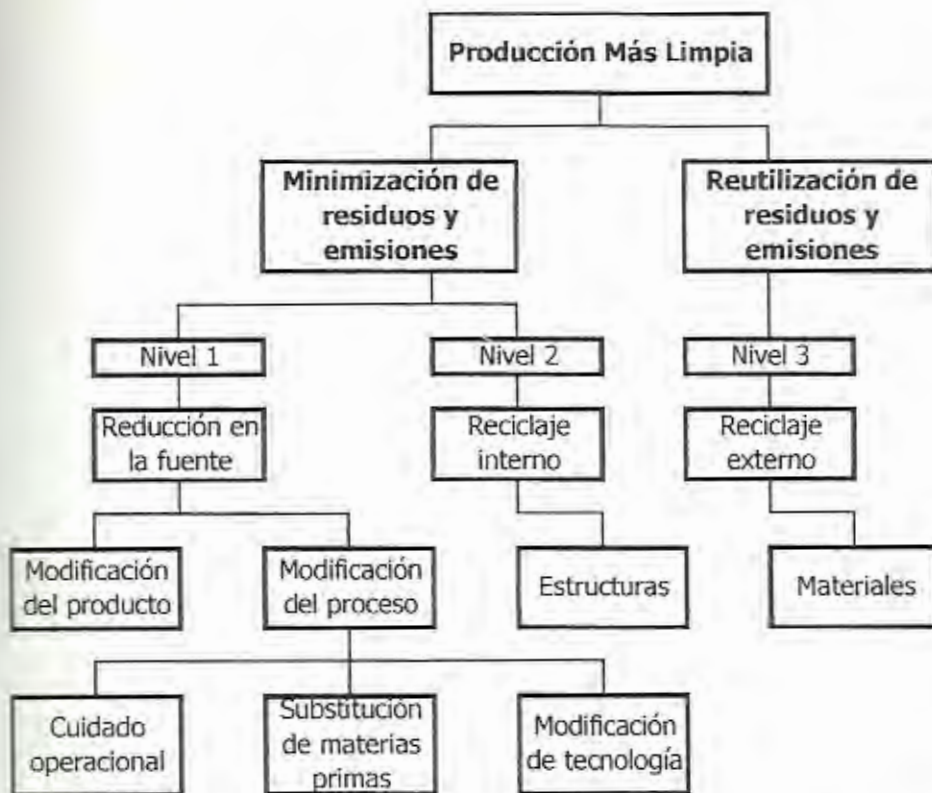 Producción Más Limpia
Minimización de
residuos y
emisiones
Reutilización de
residuos y
emisiones
Nivel 1
Nivel 2
Nivel 3
Reducción en
la fuente
Reciclaje
interno
Reciclaje
externo
Modificación
del producto
Modificación
del proceso
Estructuras
Materiales
Cuidado
operacional
Substitución
de materias
primas
Modificación
de tecnología